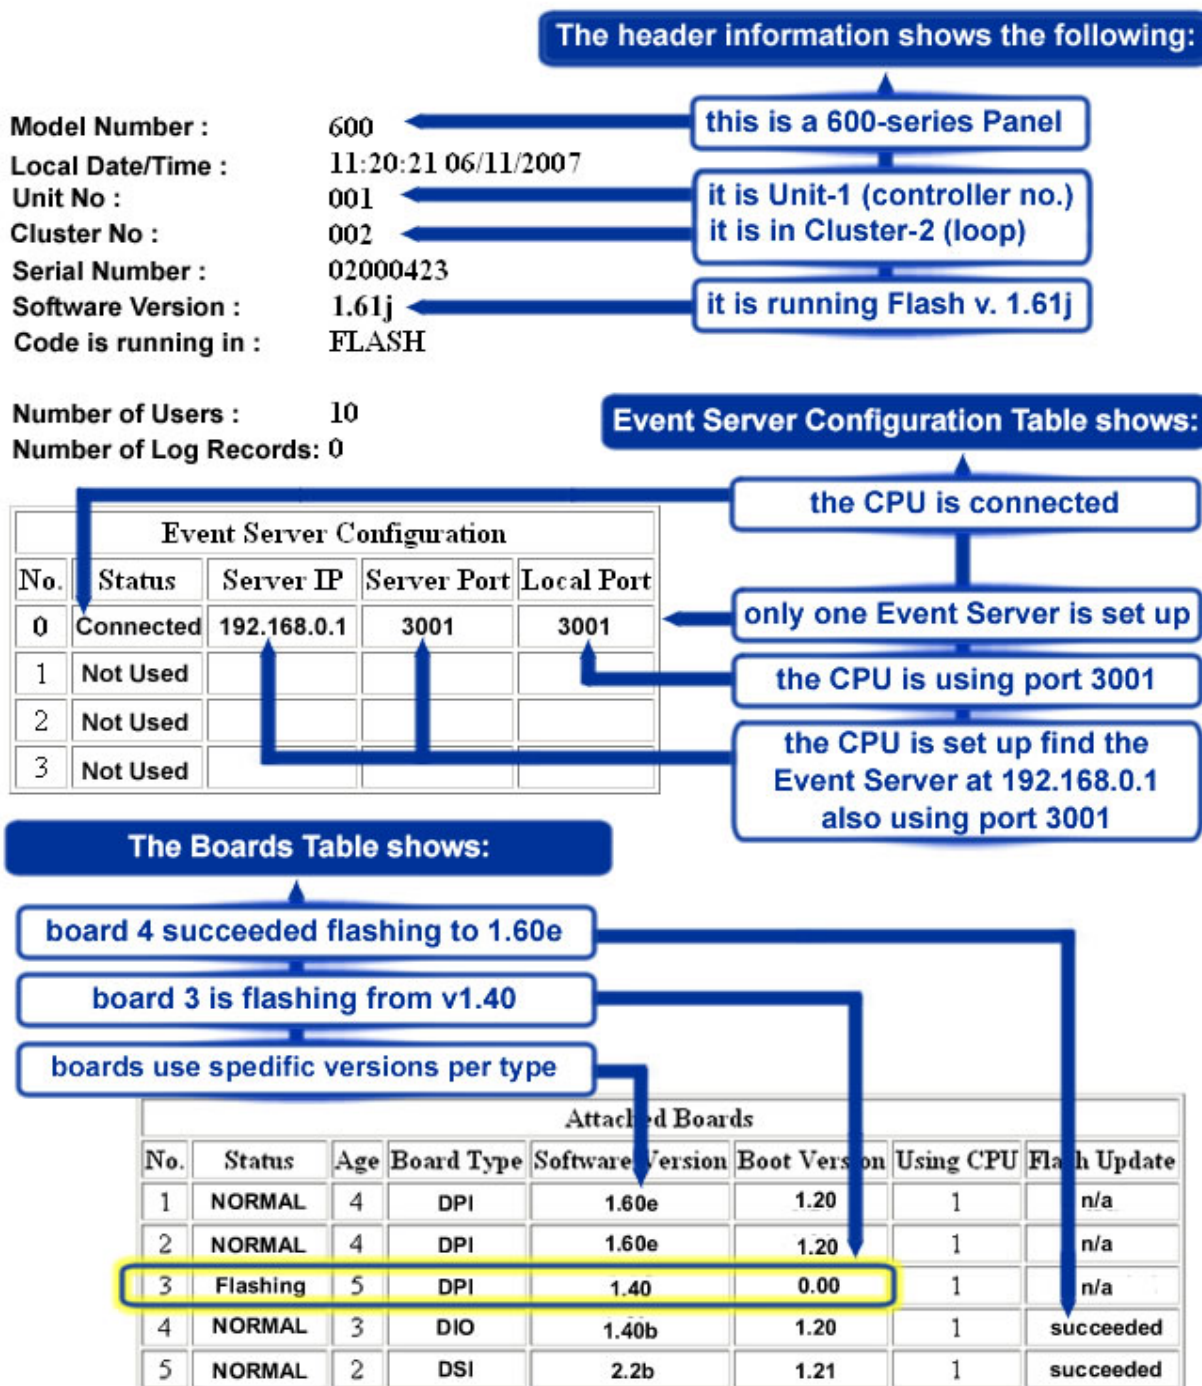 The header information shows the following:
Model Number : 600
this is a 600-series Panel
Local Date/Time : 11:20:21 06/11/2007
Unit No : 001
it is Unit-1 (controller no.)
Cluster No : 002
it is in Cluster-2 (loop)
Serial Number : 02000423
Software Version : 1.61j
it is running Flash v. 1.61j
Code is running in : FLASH
Number of Users : 10
Number of Log Records: 0
Event Server Configuration Table shows:
the CPU is connected
only one Event Server is set up
the CPU is using port 3001
the CPU is set up find the
Event Server at 192.168.0.1
also using port 3001
Event Server Configuration
No. Status Server IP Server Port Local Port
0 Connected 192.168.0.1 3001 3001
1 Not Used
2 Not Used
3 Not Used
The Boards Table shows:
board 4 succeeded flashing to 1.60e
board 3 is flashing from v1.40
boards use spedific versions per type
Attached Boards
No. Status Age Board Type Software Version Boot Version Using CPU Flash Update
1 NORMAL 4 DPI 1.60e 1.20 1 n/a
2 NORMAL 4 DPI 1.60e 1.20 1 n/a
3 Flashing 5 DPI 1.40 0.00 1 n/a
4 NORMAL 3 DIO 1.40b 1.20 1 succeeded
5 NORMAL 2 DSI 2.2b 1.21 1 succeeded